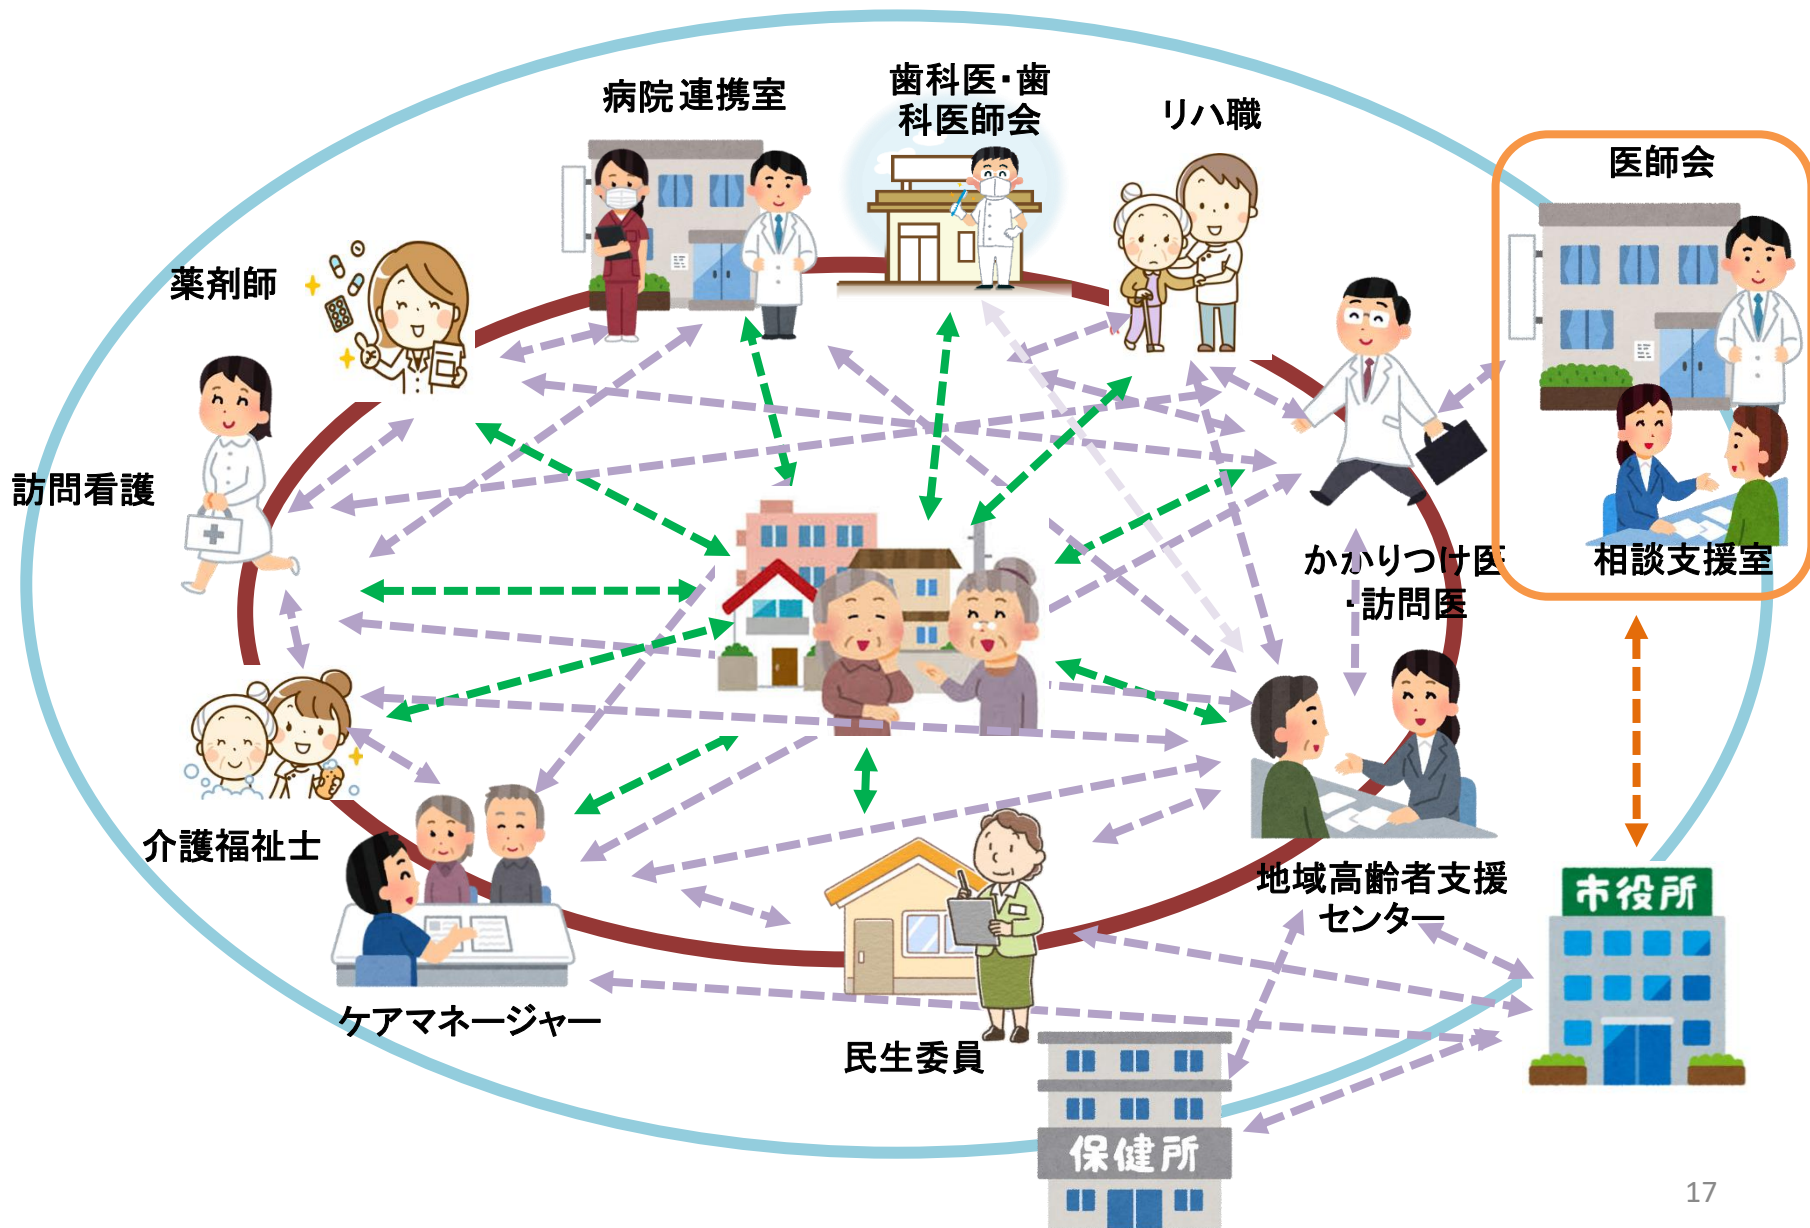 病院連携室
歯科医・歯
科医師会
リハ職
医師会
薬剤師
訪問看護
かかりつけ医
・訪問医
相談支援室
介護福祉士
地域高齢者支援
センター
市役所
ケアマネージャー
民生委員
保健所
17